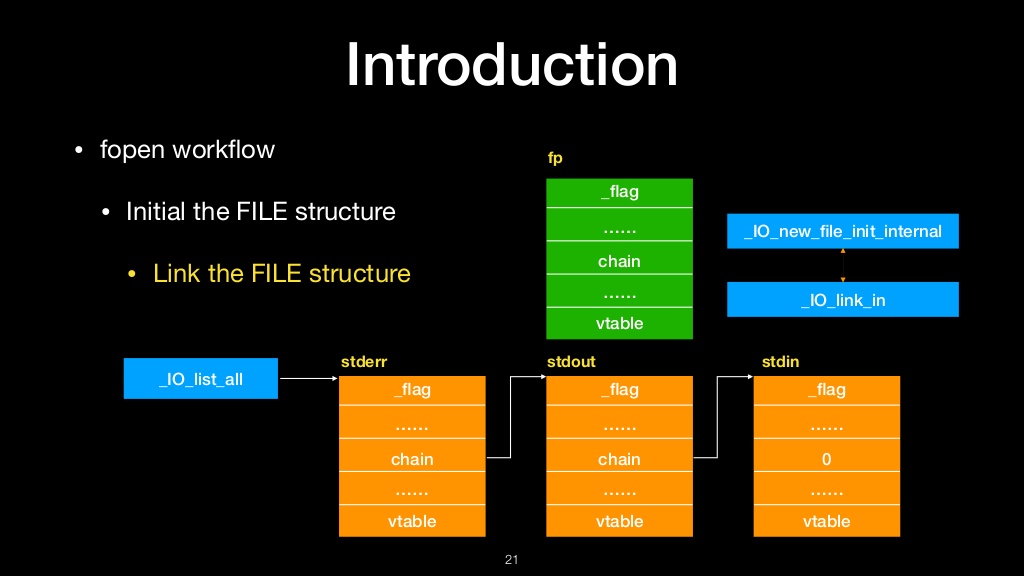 Introduction
• fopen workflow
• Initial the FILE structure
• Link the FILE structure
fp
_flag
……
chain
……
vtable
_IO_new_file_init_internal
_IO_link_in
_IO_list_all
stderr
_flag
……
chain
……
vtable
stdout
_flag
……
chain
……
vtable
stdin
_flag
……
0
……
vtable
21